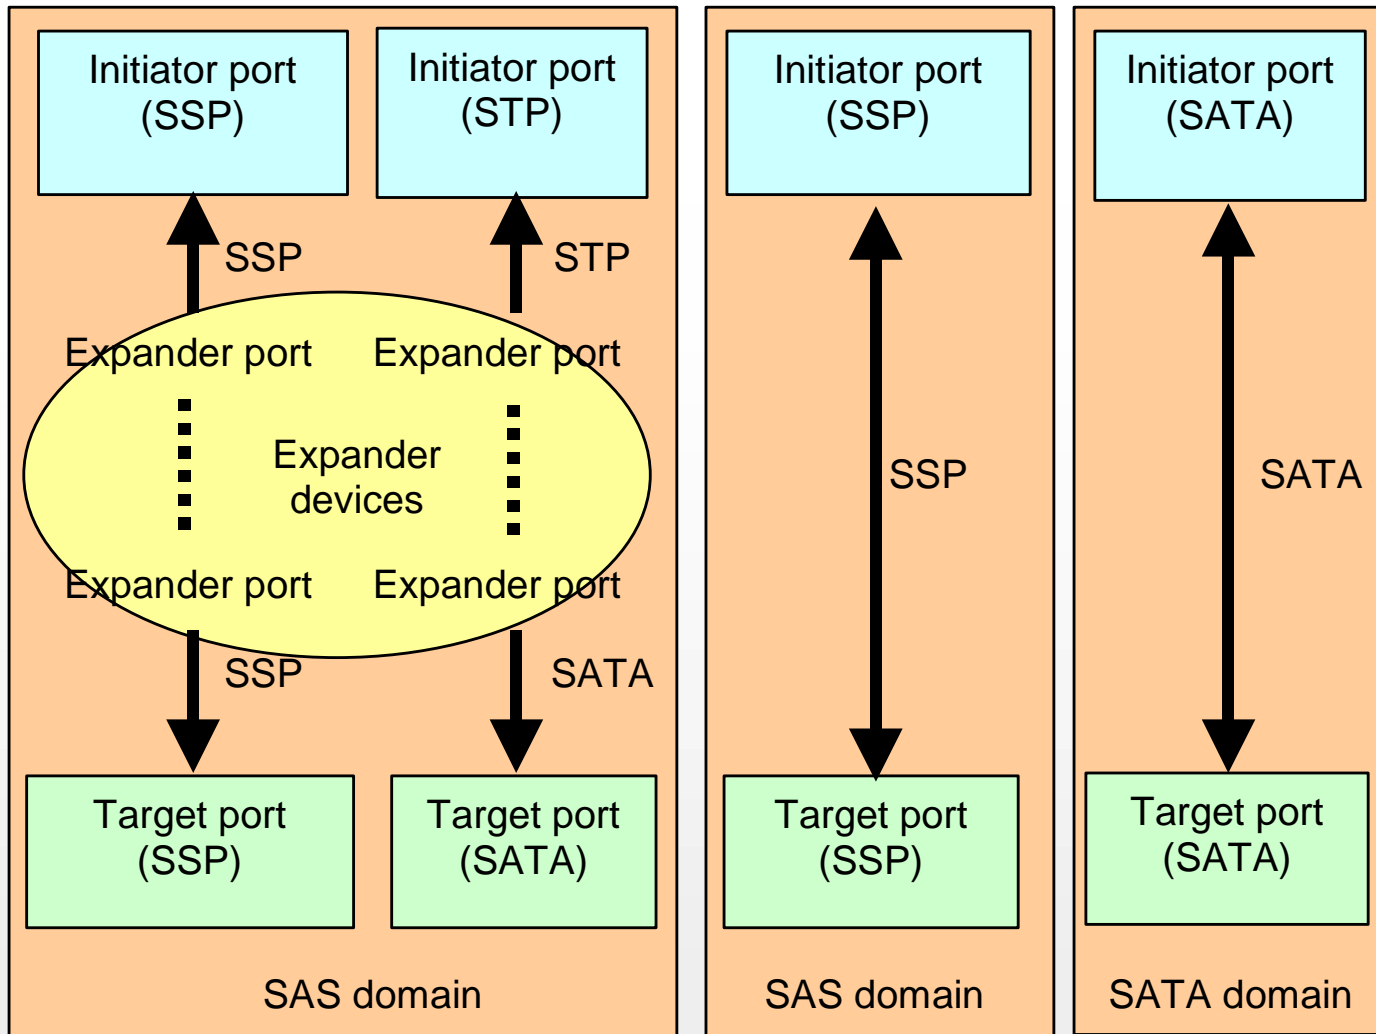 Initiator port
(SSP)
Initiator port
(STP)
SSP
STP
Expander port
Expander port
Expander
devices
Expander port
Expander port
SSP
SATA
Target port
(SSP)
Target port
(SATA)
SAS domain
Initiator port
(SSP)
SSP
Target port
(SSP)
SAS domain
Initiator port
(SATA)
SATA
Target port
(SATA)
SATA domain